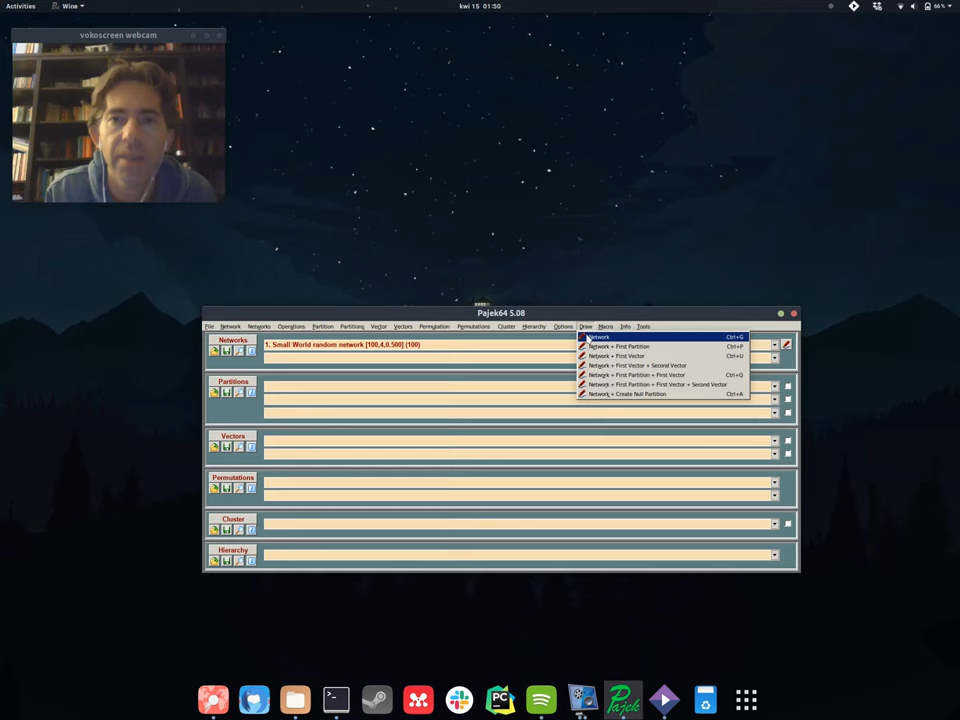 Activities
Wine
kwi 15 01:50
66 %
vokoscreen webcam
Pajek64 5.08
File Network Networks Operations Partition Partitions Vector Vectors Permutation Permutations Cluster Hierarchy Options Draw Macro Info Tools
Networks
1. Small World random network [100,4,0.500] (100)
Network Ctrl+G
Network + First Partition Ctrl+P
Network + First Vector Ctrl+U
Network + First Vector + Second Vector
Network + First Partition + First Vector Ctrl+Q
Network + First Partition + First Vector + Second Vector
Network + Create Null Partition Ctrl+A
Partitions
Vectors
Permutations
Cluster
Hierarchy
>_
PC
Pajek